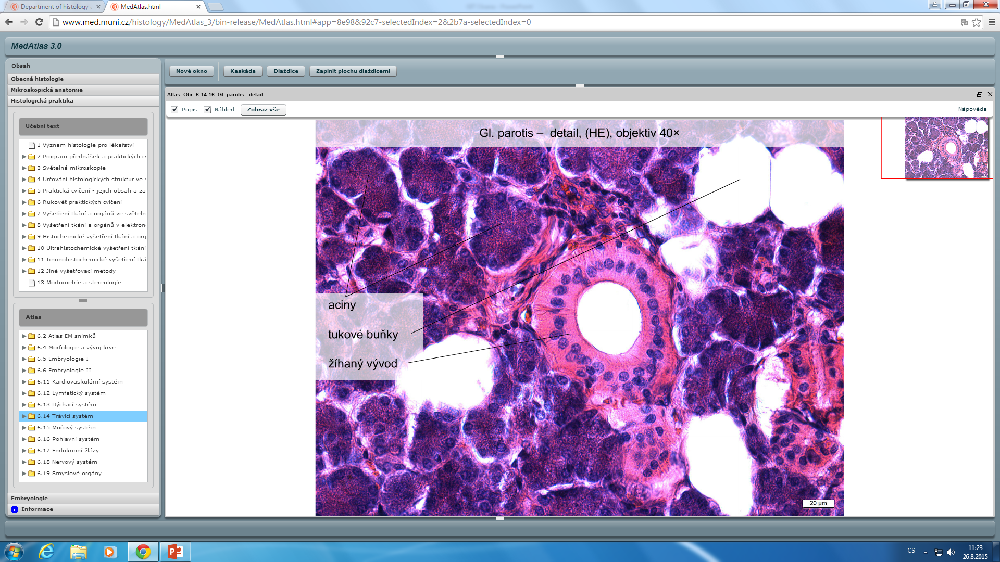 Department of histology a
MedAtlas.html
www.med.muni.cz/histology/MedAtlas_3/bin-release/MedAtlas.html#app=8e98&92c7-selectedIndex=2&2b7a-selectedIndex=0
MedAtlas 3.0
Obsah
Obecná histologie
Mikroskopická anatomie
Histologická praktika
Učební text
1 Význam histologie pro lékařství
2 Program přednášek a praktických cv
3 Světelná mikroskopie
4 Určování histologických struktur ve s
5 Praktická cvičení - jejich obsah a za
6 Rukověť praktických cvičení
7 Vyšetření tkání a orgánů ve světeln
8 Vyšetření tkání a orgánů v elektron
9 Histochemické vyšetření tkání a org
10 Ultrahistochemické vyšetření tkání
11 Imunohistochemické vyšetření tká
12 Jiné vyšetřovací metody
13 Morfometrie a stereologie
Atlas
6.2 Atlas EM snímků
6.4 Morfologie a vývoj krve
6.5 Embryologie I
6.6 Embryologie II
6.11 Kardiovaskulární systém
6.12 Lymfatický systém
6.13 Dýchací systém
6.14 Trávicí systém
6.15 Močový systém
6.16 Pohlavní systém
6.17 Endokrinní žlázy
6.18 Nervový systém
6.19 Smyslové orgány
Embryologie
Informace
Nové okno
Kaskáda
Dlaždice
Zaplnit plochu dlaždicemi
Atlas: Obr. 6-14-16: Gl. parotis - detail
Popis
Náhled
Zobraz vše
Nápověda
Gl. parotis – detail, (HE), objektiv 40×
aciny
tukové buňky
žíhaný vývod
20 µm
CS
11:23
26.8.2015